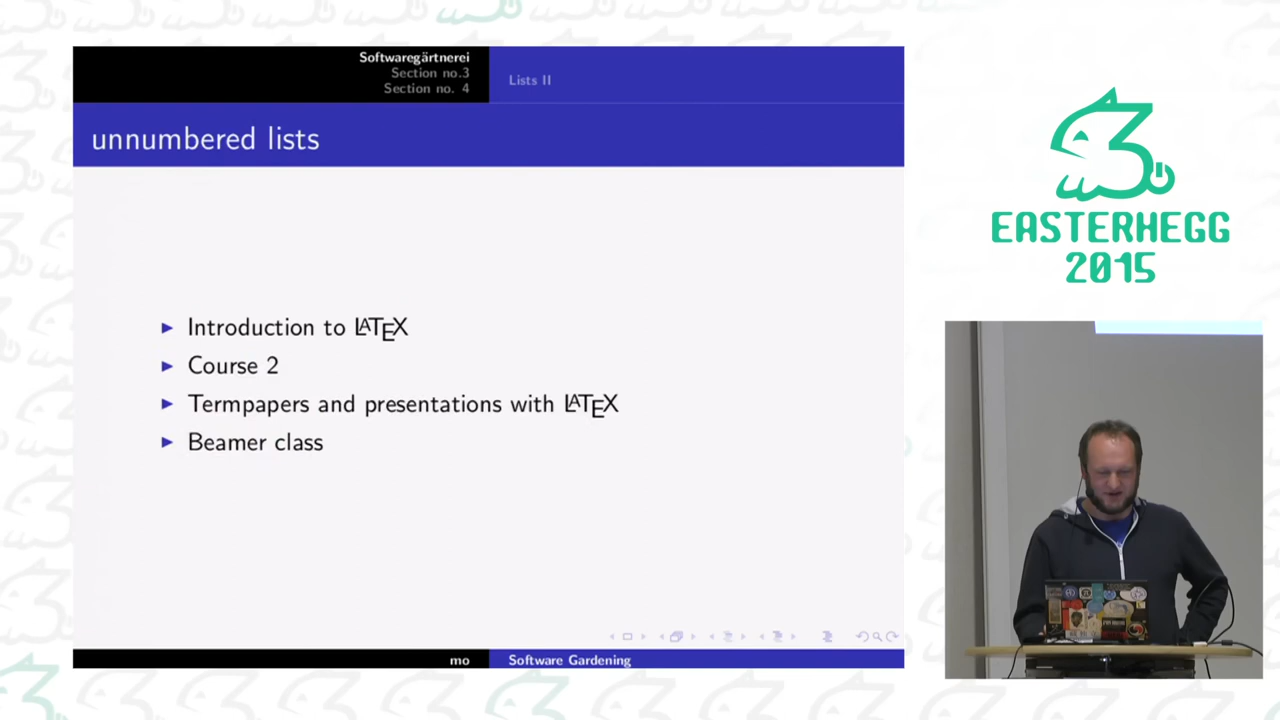 Softwaregärtnerei
Section no.3
Section no. 4
Lists II
unnumbered lists
Introduction to LATEX
Course 2
Termpapers and presentations with LATEX
Beamer class
mo
Software Gardening
EASTERHEGG
2015